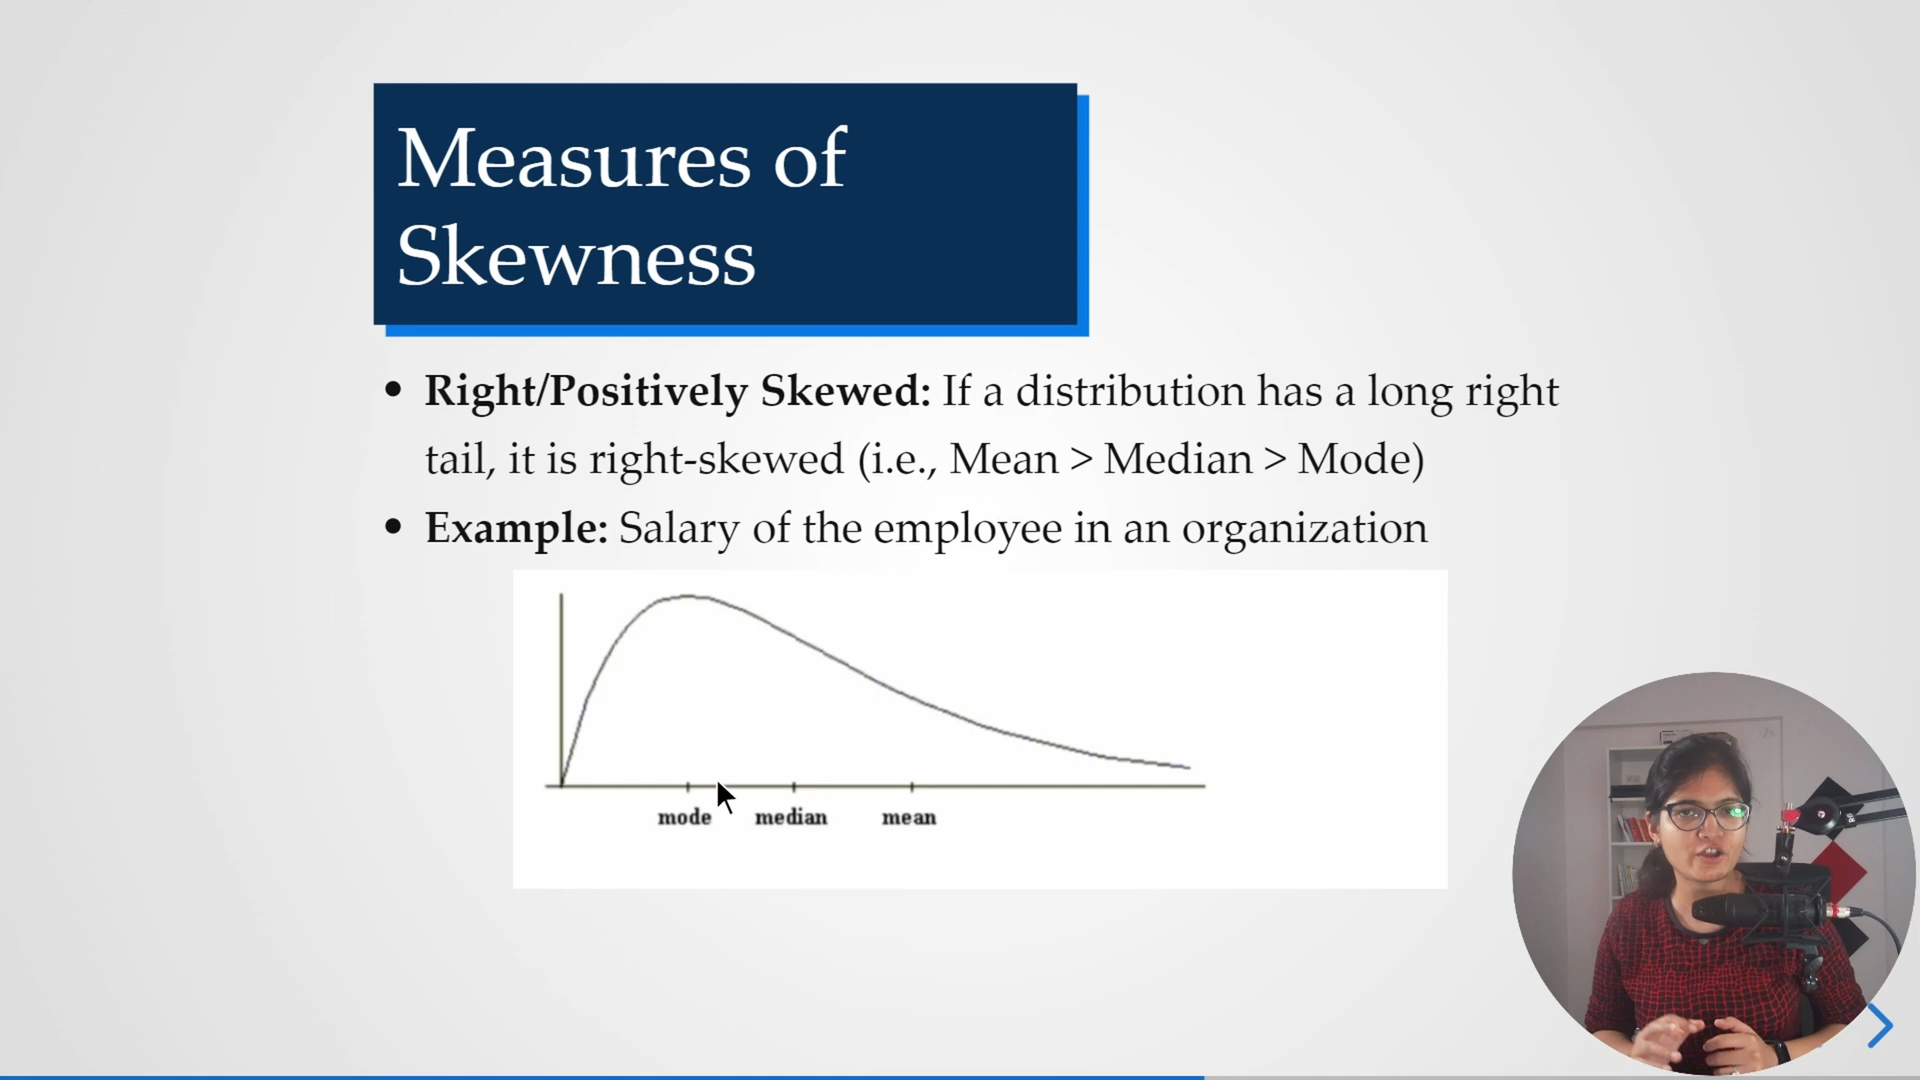 Measures of
Skewness
• Right/Positively Skewed: If a distribution has a long right
tail, it is right-skewed (i.e., Mean > Median > Mode)
• Example: Salary of the employee in an organization
mode median mean